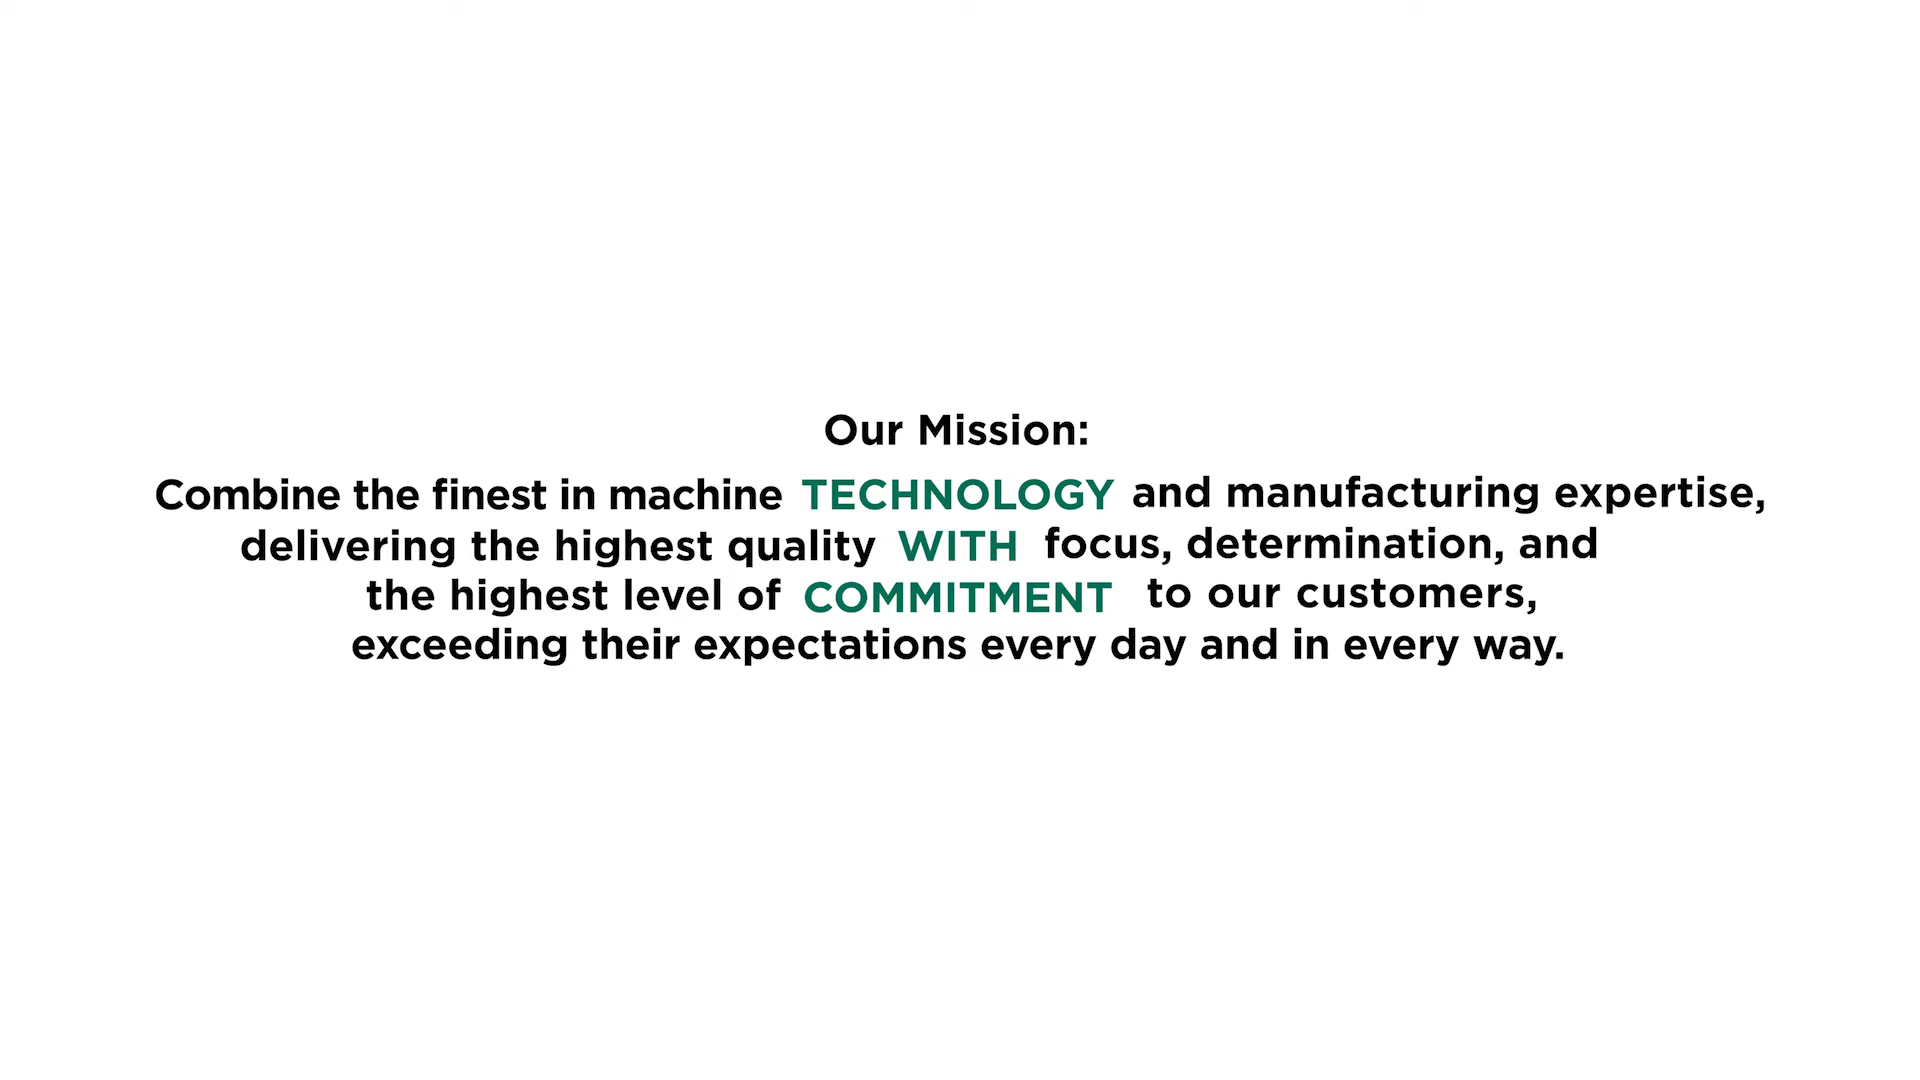 Our Mission:
Combine the finest in machine TECHNOLOGY and manufacturing expertise,
delivering the highest quality WITH focus, determination, and
the highest level of COMMITMENT to our customers,
exceeding their expectations every day and in every way.